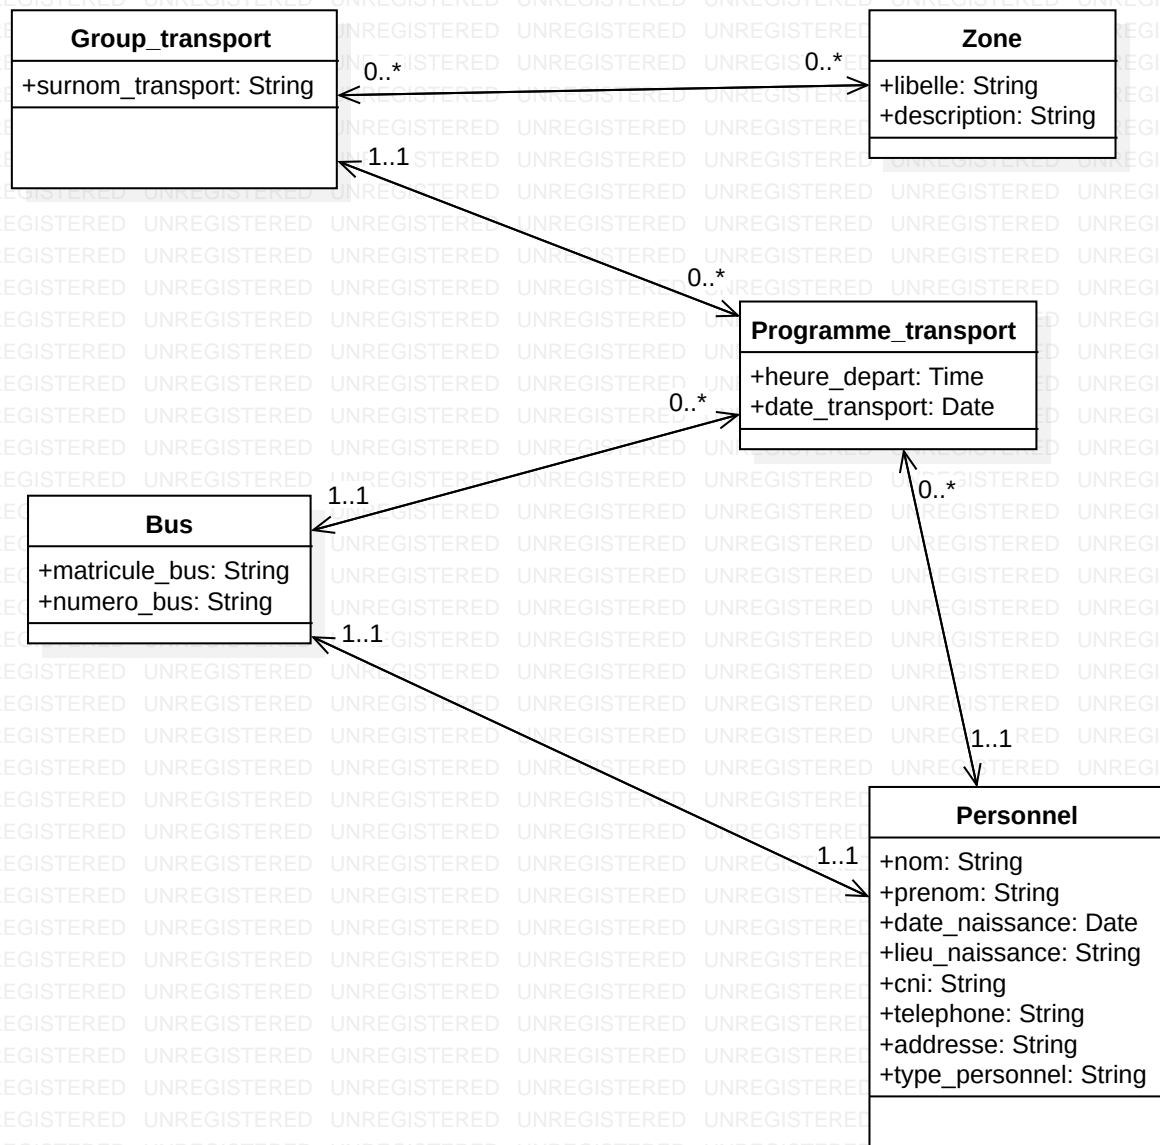 Group_transport
+surnom_transport: String
0..*
0..*
Zone
+libelle: String
+description: String
1..1
0..*
Programme_transport
+heure_depart: Time
+date_transport: Date
0..*
1..1
0..*
Bus
+matricule_bus: String
+numero_bus: String
1..1
1..1
1..1
Personnel
+nom: String
+prenom: String
+date_naissance: Date
+lieu_naissance: String
+cni: String
+telephone: String
+addresse: String
+type_personnel: String
UNREGISTERED